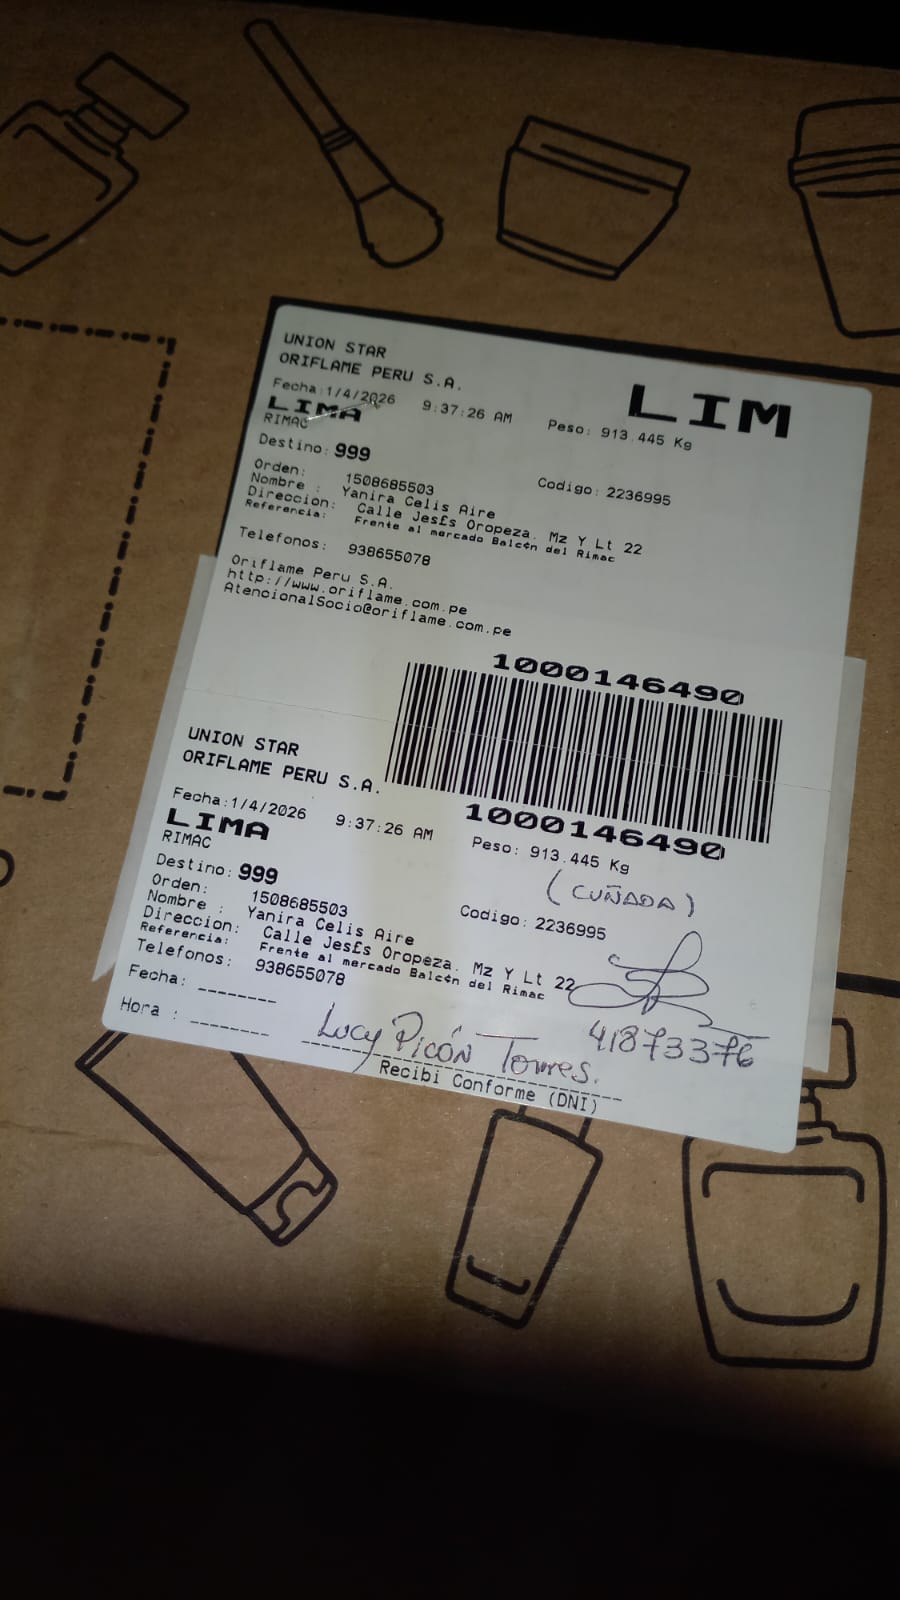 UNION STAR
ORIFLAME PERU S.A.
LIM
Fecha:1/4/2026 9:37:26 AM
Peso: 913.445 Kg
LIMA
RIMAC
Destino: 999
Orden: 1508685503
Codigo: 2236995
Nombre : Yanira Celis Aire
Direccion: Calle Jes£s Oropeza. Mz Y Lt 22
Referencia: Frente al mercado Balc¢n del Rimac
Telefonos: 938655078
Oriflame Peru S.A.
http://www.oriflame.com.pe
AtencionalSocio@oriflame.com.pe
1000146490
1000146490
UNION STAR
ORIFLAME PERU S.A.
Fecha:1/4/2026 9:37:26 AM
Peso: 913.445 Kg
LIMA
RIMAC
(CUÑADA)
Destino: 999
Orden: 1508685503
Codigo: 2236995
Nombre : Yanira Celis Aire
Direccion: Calle Jes£s Oropeza. Mz Y Lt 22
Referencia: Frente al mercado Balc¢n del Rimac
Telefonos: 938655078
Fecha: --------
Hora : --------
Lucy Picón Torres.
41873376
Recibi Conforme (DNI)